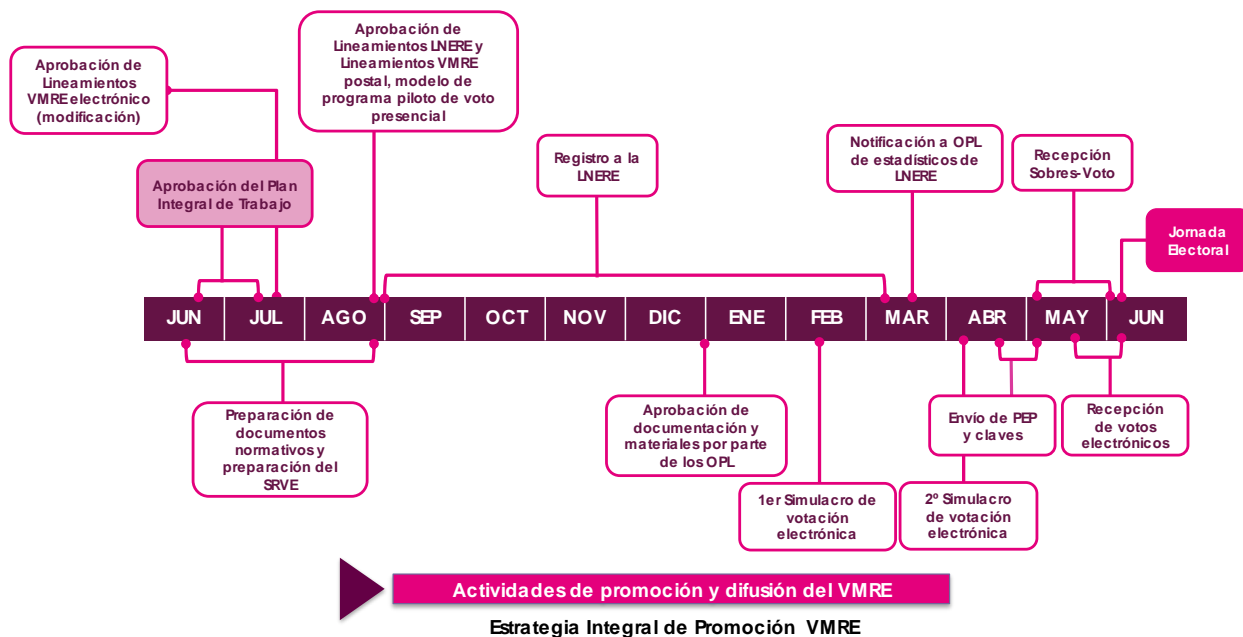 Aprobación de
Lineamientos
VMRE electrónico
(modificación)
Aprobación de
Lineamientos LNERE y
Lineamientos VMRE
postal, modelo de
programa piloto de voto
presencial
Aprobación del Plan
Integral de Trabajo
Registro a la
LNERE
Notificación a OPL
de estadísticos de
LNERE
Recepción
Sobres-Voto
Jornada
Electoral
JUN JUL AGO SEP OCT NOV DIC ENE FEB MAR ABR MAY JUN
Preparación de
documentos
normativos y
preparación del
SRVE
Aprobación de
documentación y
materiales por parte
de los OPL
1er Simulacro de
votación
electrónica
Envío de PEP
y claves
2º Simulacro
de votación
electrónica
Recepción
de votos
electrónicos
Actividades de promoción y difusión del VMRE
Estrategia Integral de Promoción VMRE